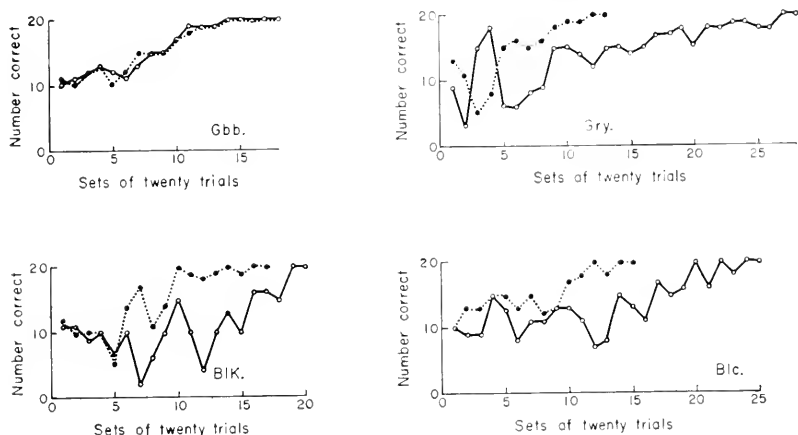 Number correct
20
10
0
0 5 10 15
Gbb.
Sets of twenty trials
Number correct
20
10
0
0 5 10 15 20 25
Gry.
Sets of twenty trials
Number correct
20
10
0
0 5 10 15 20
BlK.
Sets of twenty trials
Number correct
20
10
0
0 5 10 15 20 25
Blc.
Sets of twenty trials